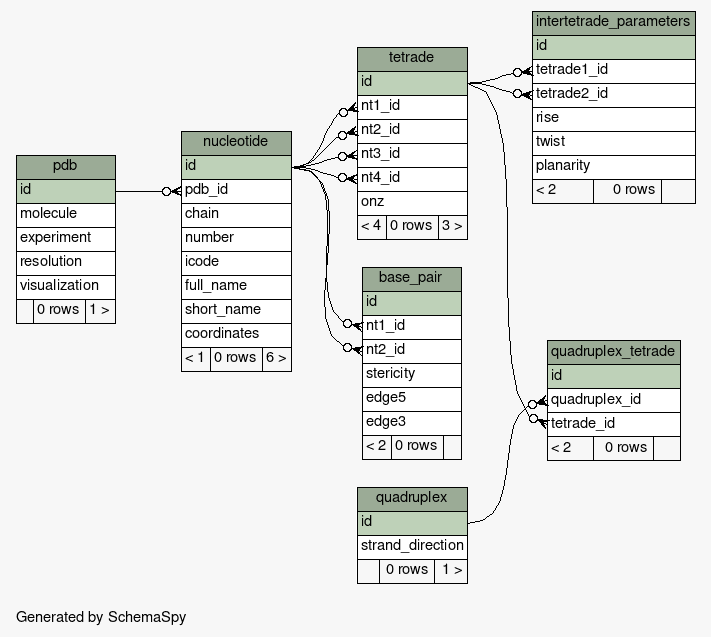 pdb
id
molecule
experiment
resolution
visualization
0 rows 1 >
nucleotide
id
pdb_id
chain
number
icode
full_name
short_name
coordinates
< 1 0 rows 6 >
tetrade
id
nt1_id
nt2_id
nt3_id
nt4_id
onz
< 4 0 rows 3 >
base_pair
id
nt1_id
nt2_id
stericity
edge5
edge3
< 2 0 rows
quadruplex
id
strand_direction
0 rows 1 >
intertetrade_parameters
id
tetrade1_id
tetrade2_id
rise
twist
planarity
< 2 0 rows
quadruplex_tetrade
id
quadruplex_id
tetrade_id
< 2 0 rows
Generated by SchemaSpy